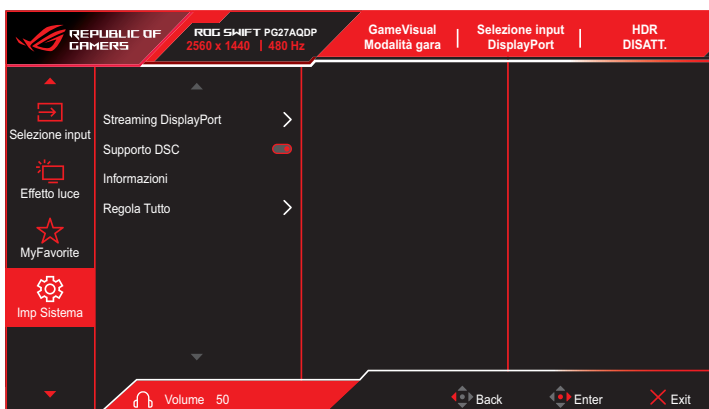 REPUBLIC OF
GAMERS
ROG SWIFT PG27AQDP
2560 x 1440 | 480 Hz
GameVisual
Modalità gara
Selezione input
DisplayPort
HDR
DISATT.
Selezione input
Effetto luce
MyFavorite
Imp Sistema
Streaming DisplayPort
Supporto DSC
Informazioni
Regola Tutto
Volume 50
Back
Enter
Exit